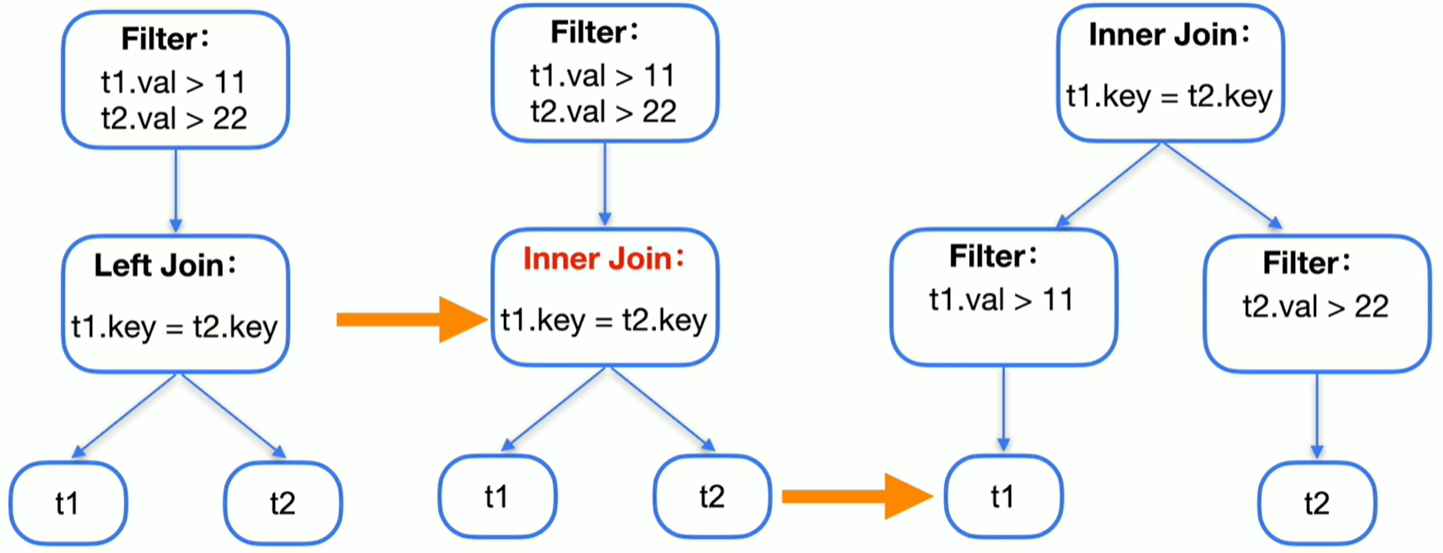 Filter：
t1.val > 11
t2.val > 22
Left Join：
t1.key = t2.key
t1
t2
Filter：
t1.val > 11
t2.val > 22
Inner Join：
t1.key = t2.key
t1
t2
Inner Join：
t1.key = t2.key
Filter：
t1.val > 11
Filter：
t2.val > 22
t1
t2